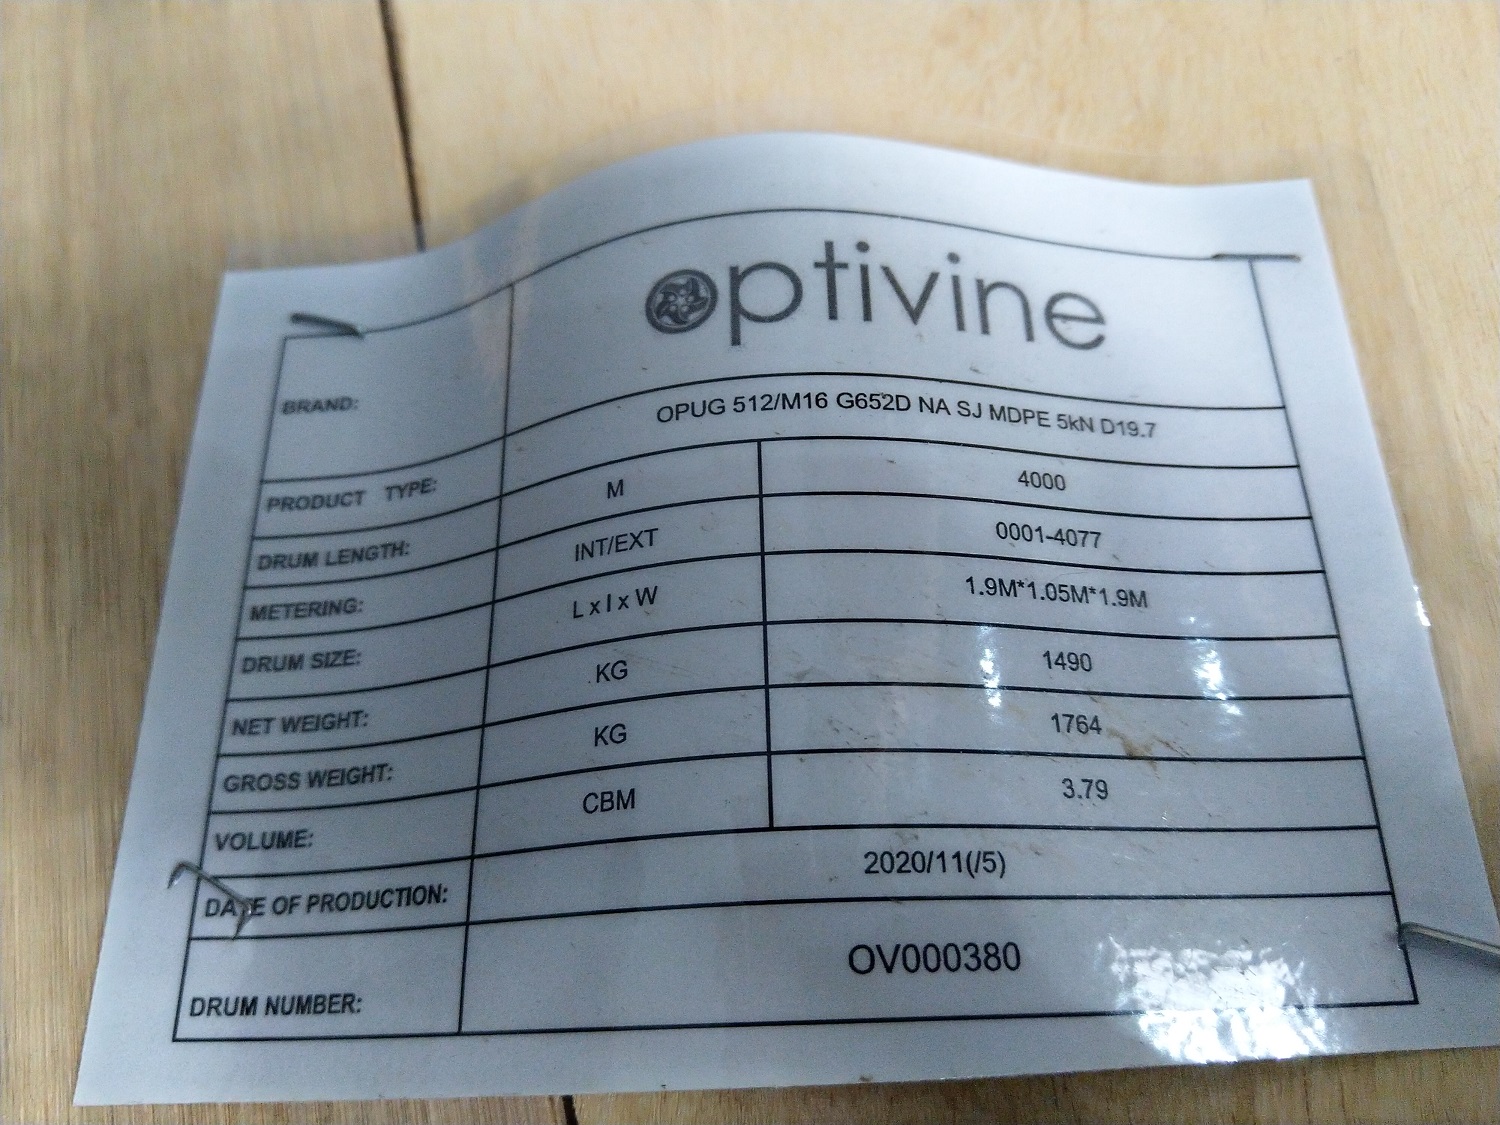 BRAND: optivine
PRODUCT TYPE: OPUG 512/M16 G652D NA SJ MDPE 5kN D19.7
DRUM LENGTH: M 4000
METERING: INT/EXT 0001-4077
DRUM SIZE: L x l x W 1.9M*1.05M*1.9M
NET WEIGHT: KG 1490
GROSS WEIGHT: KG 1764
VOLUME: CBM 3.79
DATE OF PRODUCTION: 2020/11(/5)
DRUM NUMBER: OV000380